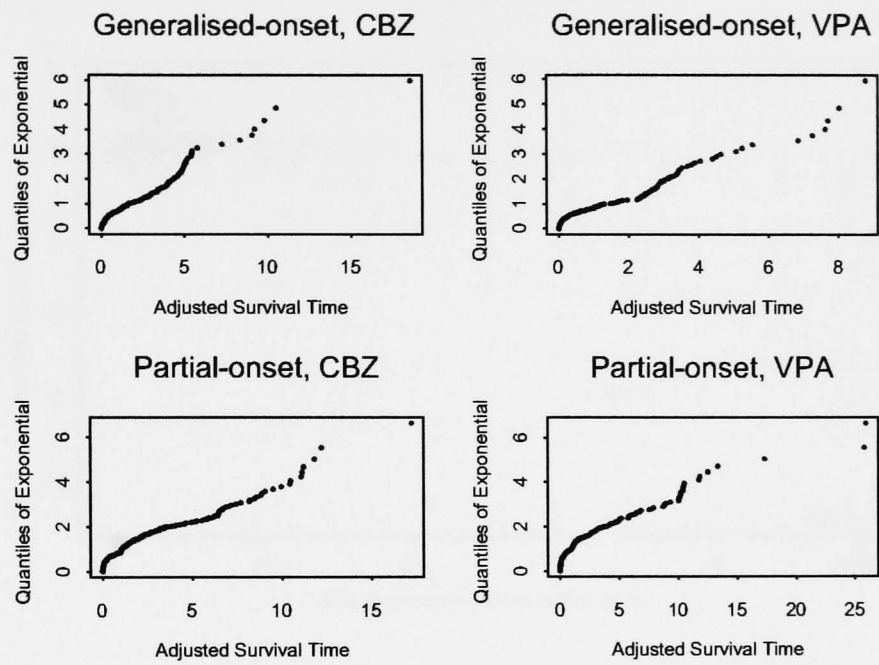 Generalised-onset, CBZ
Quantiles of Exponential
6
5
4
3
2
1
0
0 5 10 15
Adjusted Survival Time
Generalised-onset, VPA
Quantiles of Exponential
6
5
4
3
2
1
0
0 2 4 6 8
Adjusted Survival Time
Partial-onset, CBZ
Quantiles of Exponential
6
4
2
0
0 5 10 15
Adjusted Survival Time
Partial-onset, VPA
Quantiles of Exponential
6
4
2
0
0 5 10 15 20 25
Adjusted Survival Time